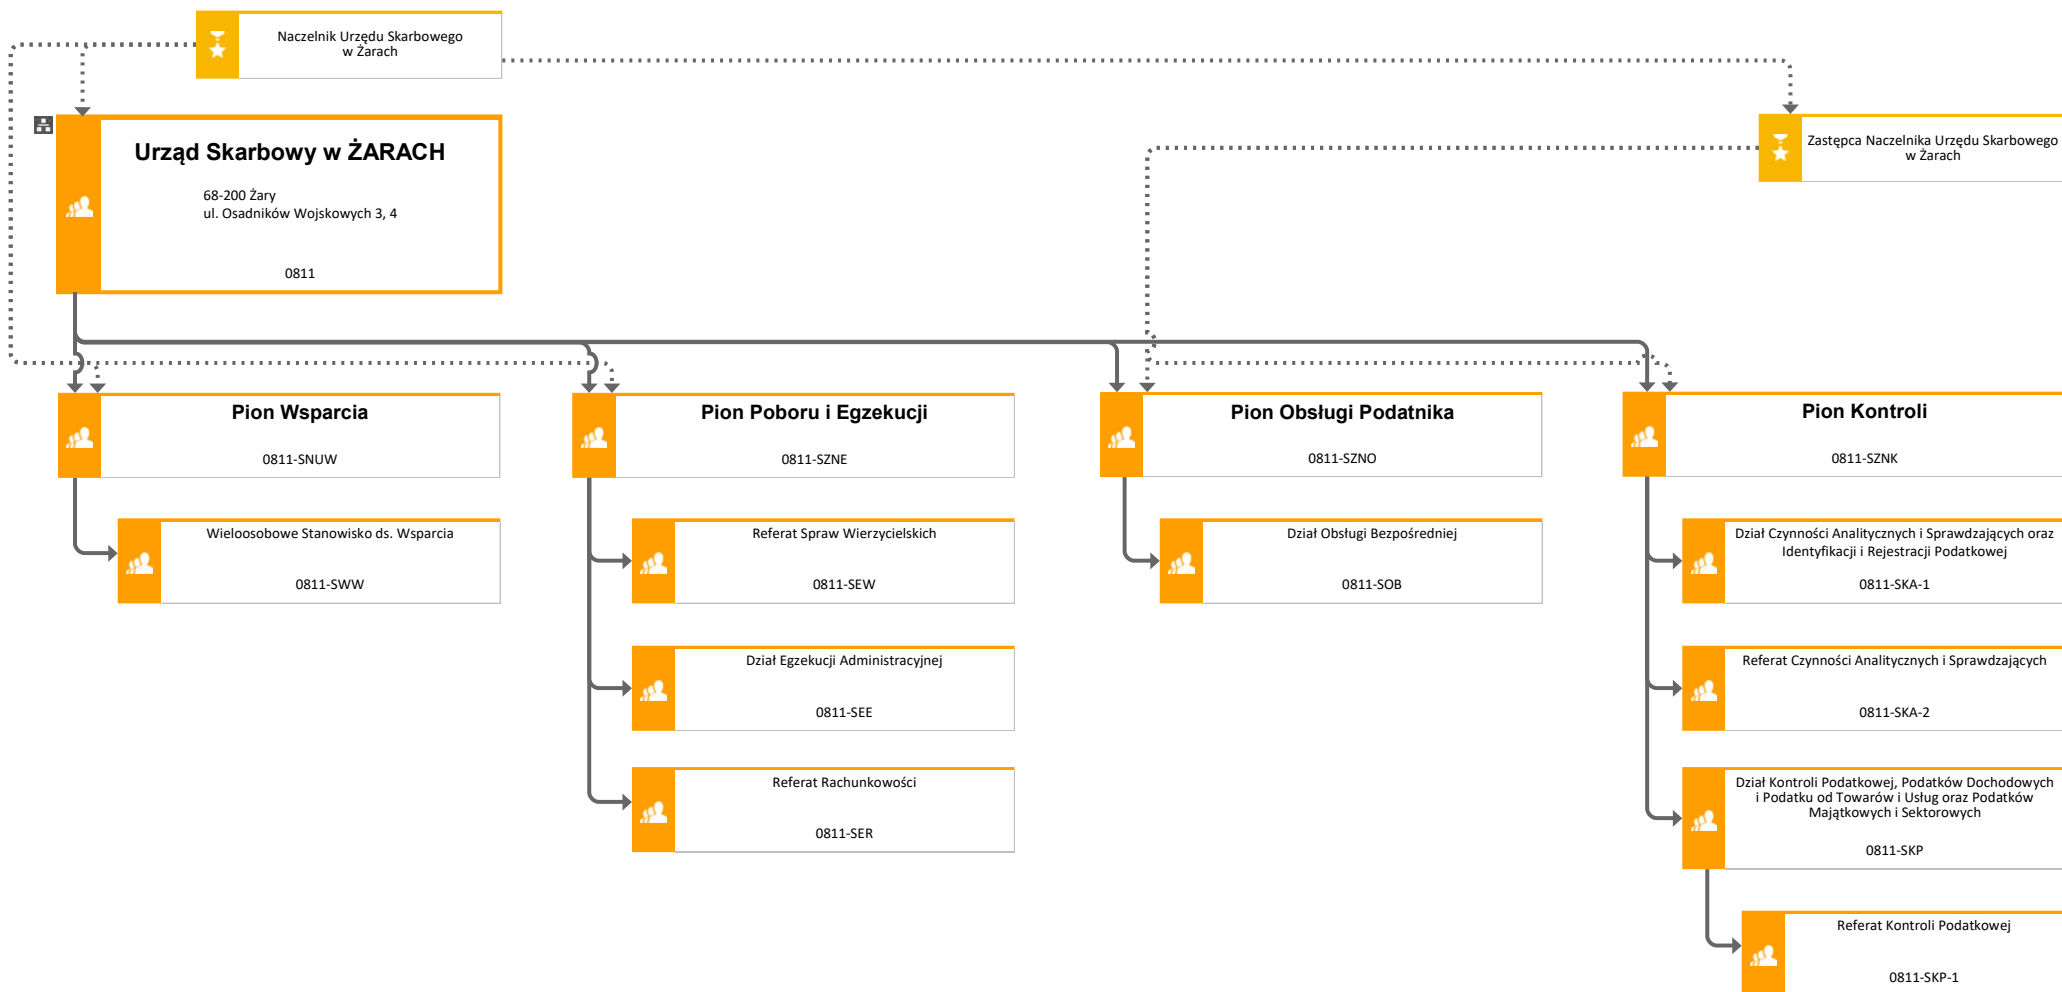 Naczelnik Urzędu Skarbowego
w Żarach
Zastępca Naczelnika Urzędu Skarbowego
w Żarach
Urząd Skarbowy w ŻARACH
68-200 Żary
ul. Osadników Wojskowych 3, 4
0811
Pion Wsparcia
0811-SNUW
Wieloosobowe Stanowisko ds. Wsparcia
0811-SWW
Pion Poboru i Egzekucji
0811-SZNE
Referat Spraw Wierzycielskich
0811-SEW
Dział Egzekucji Administracyjnej
0811-SEE
Referat Rachunkowości
0811-SER
Pion Obsługi Podatnika
0811-SZNO
Dział Obsługi Bezpośredniej
0811-SOB
Pion Kontroli
0811-SZNK
Dział Czynności Analitycznych i Sprawdzających oraz
Identyfikacji i Rejestracji Podatkowej
0811-SKA-1
Referat Czynności Analitycznych i Sprawdzających
0811-SKA-2
Dział Kontroli Podatkowej, Podatków Dochodowych
i Podatku od Towarów i Usług oraz Podatków
Majątkowych i Sektorowych
0811-SKP
Referat Kontroli Podatkowej
0811-SKP-1